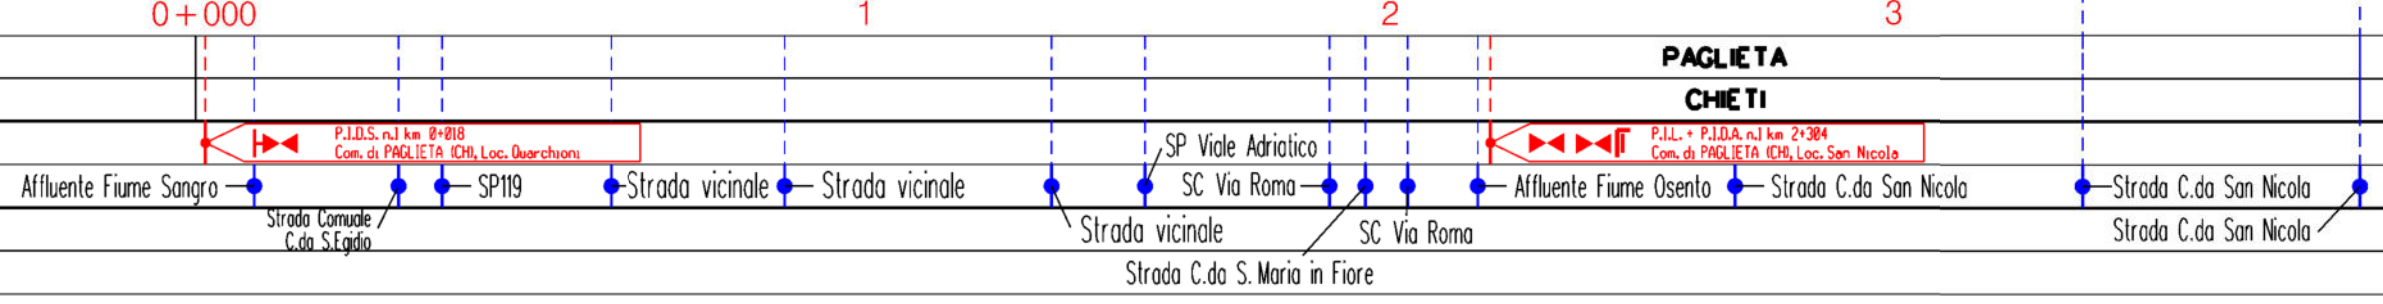 0+000 1 2 3
PAGLIETA
CHIETI
P.I.D.S. n.1 km 0+018
Com. di PAGLIETA (CH), Loc. Quarchioni
P.I.L. + P.I.D.A. n.1 km 2+304
Com. di PAGLIETA (CH), Loc. San Nicola
SP Viale Adriatico
Affluente Fiume Sangro
SP119
Strada vicinale
Strada vicinale
SC Via Roma
Affluente Fiume Osento
Strada C.da San Nicola
Strada C.da San Nicola
Strada Comuale
C.da S.Egidio
Strada vicinale
SC Via Roma
Strada C.da San Nicola
Strada C.da S. Maria in Fiore